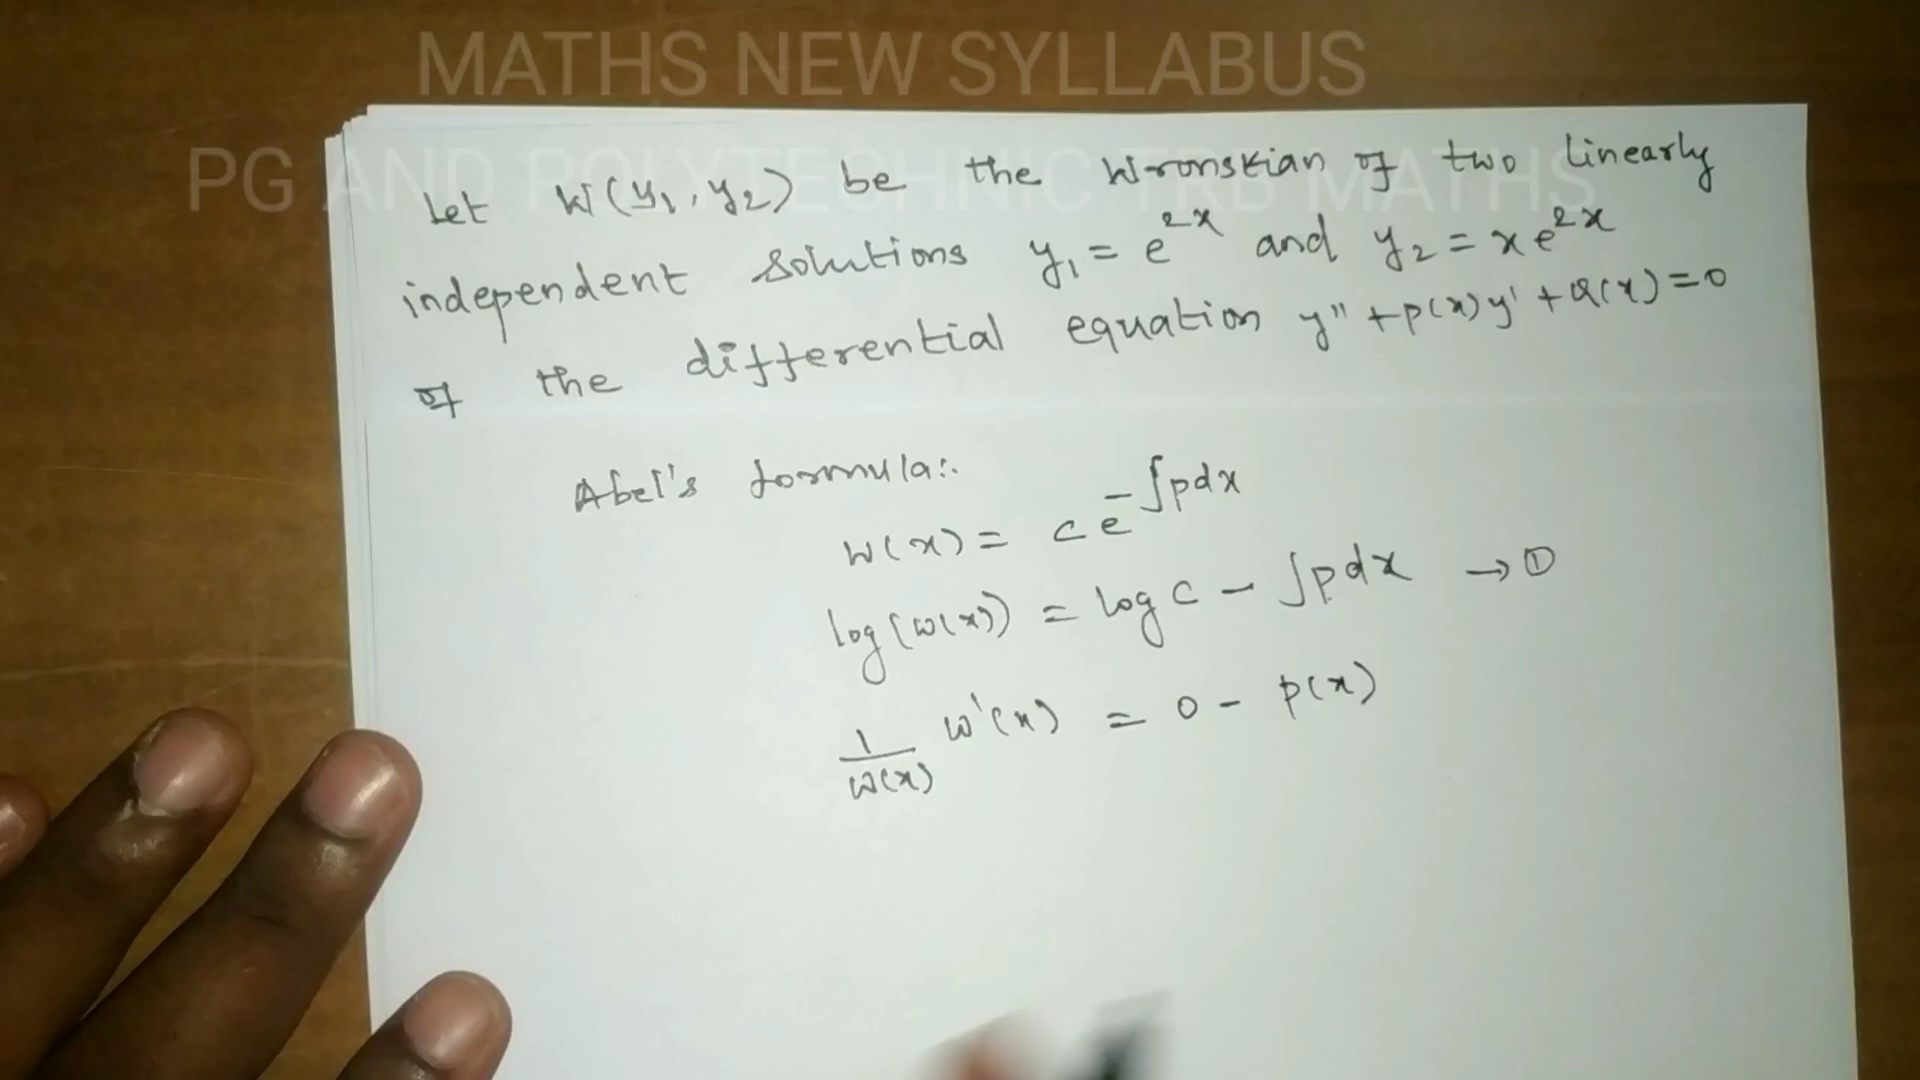 MATHS NEW SYLLABUS
PG AND POLYTECHNIC TRB MATHS
Let W(y₁, y₂) be the Wronskian of two linearly
independent solutions y₁ = e^{2x} and y₂ = xe^{2x}
of the differential equation y'' + p(x)y' + Q(x) = 0
Abel's formula:
W(x) = c e^{-∫pdx}
log(w(x)) = log c - ∫pdx → ①
1/w(x) w'(x) = 0 - p(x)